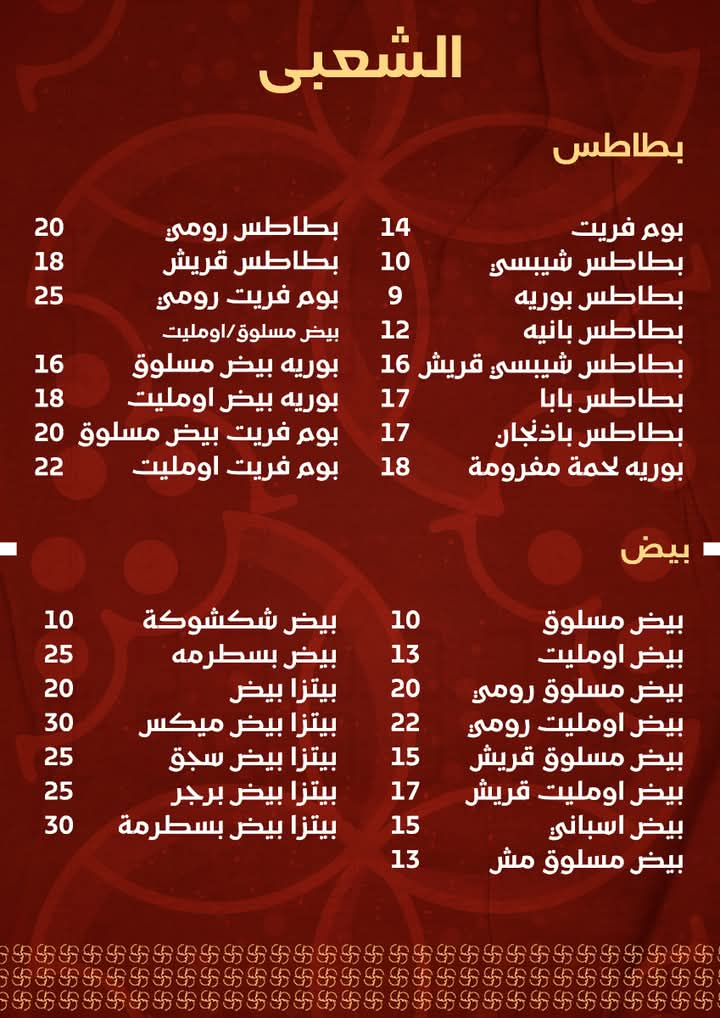 الشعبى
بطاطس
بوم فريت 14
بطاطس شيبسي 10
بطاطس بوريه 9
بطاطس بانيه 12
بطاطس شيبسي قريش 16
بطاطس بابا 17
بطاطس باذنجان 17
بوريه لحمة مفرومة 18
بطاطس رومي 20
بطاطس قريش 18
بوم فريت رومي 25
بيض مسلوق/اومليت
بوريه بيض مسلوق 16
بوريه بيض اومليت 18
بوم فريت بيض مسلوق 20
بوم فريت اومليت 22
بيض
بيض مسلوق 10
بيض اومليت 13
بيض مسلوق رومي 20
بيض اومليت رومي 22
بيض مسلوق قريش 15
بيض اومليت قريش 17
بيض اسباني 15
بيض مسلوق مش 13
بيض شكشوكة 10
بيض بسطرمه 25
بيتزا بيض 20
بيتزا بيض ميكس 30
بيتزا بيض سجق 25
بيتزا بيض برجر 25
بيتزا بيض بسطرمة 30